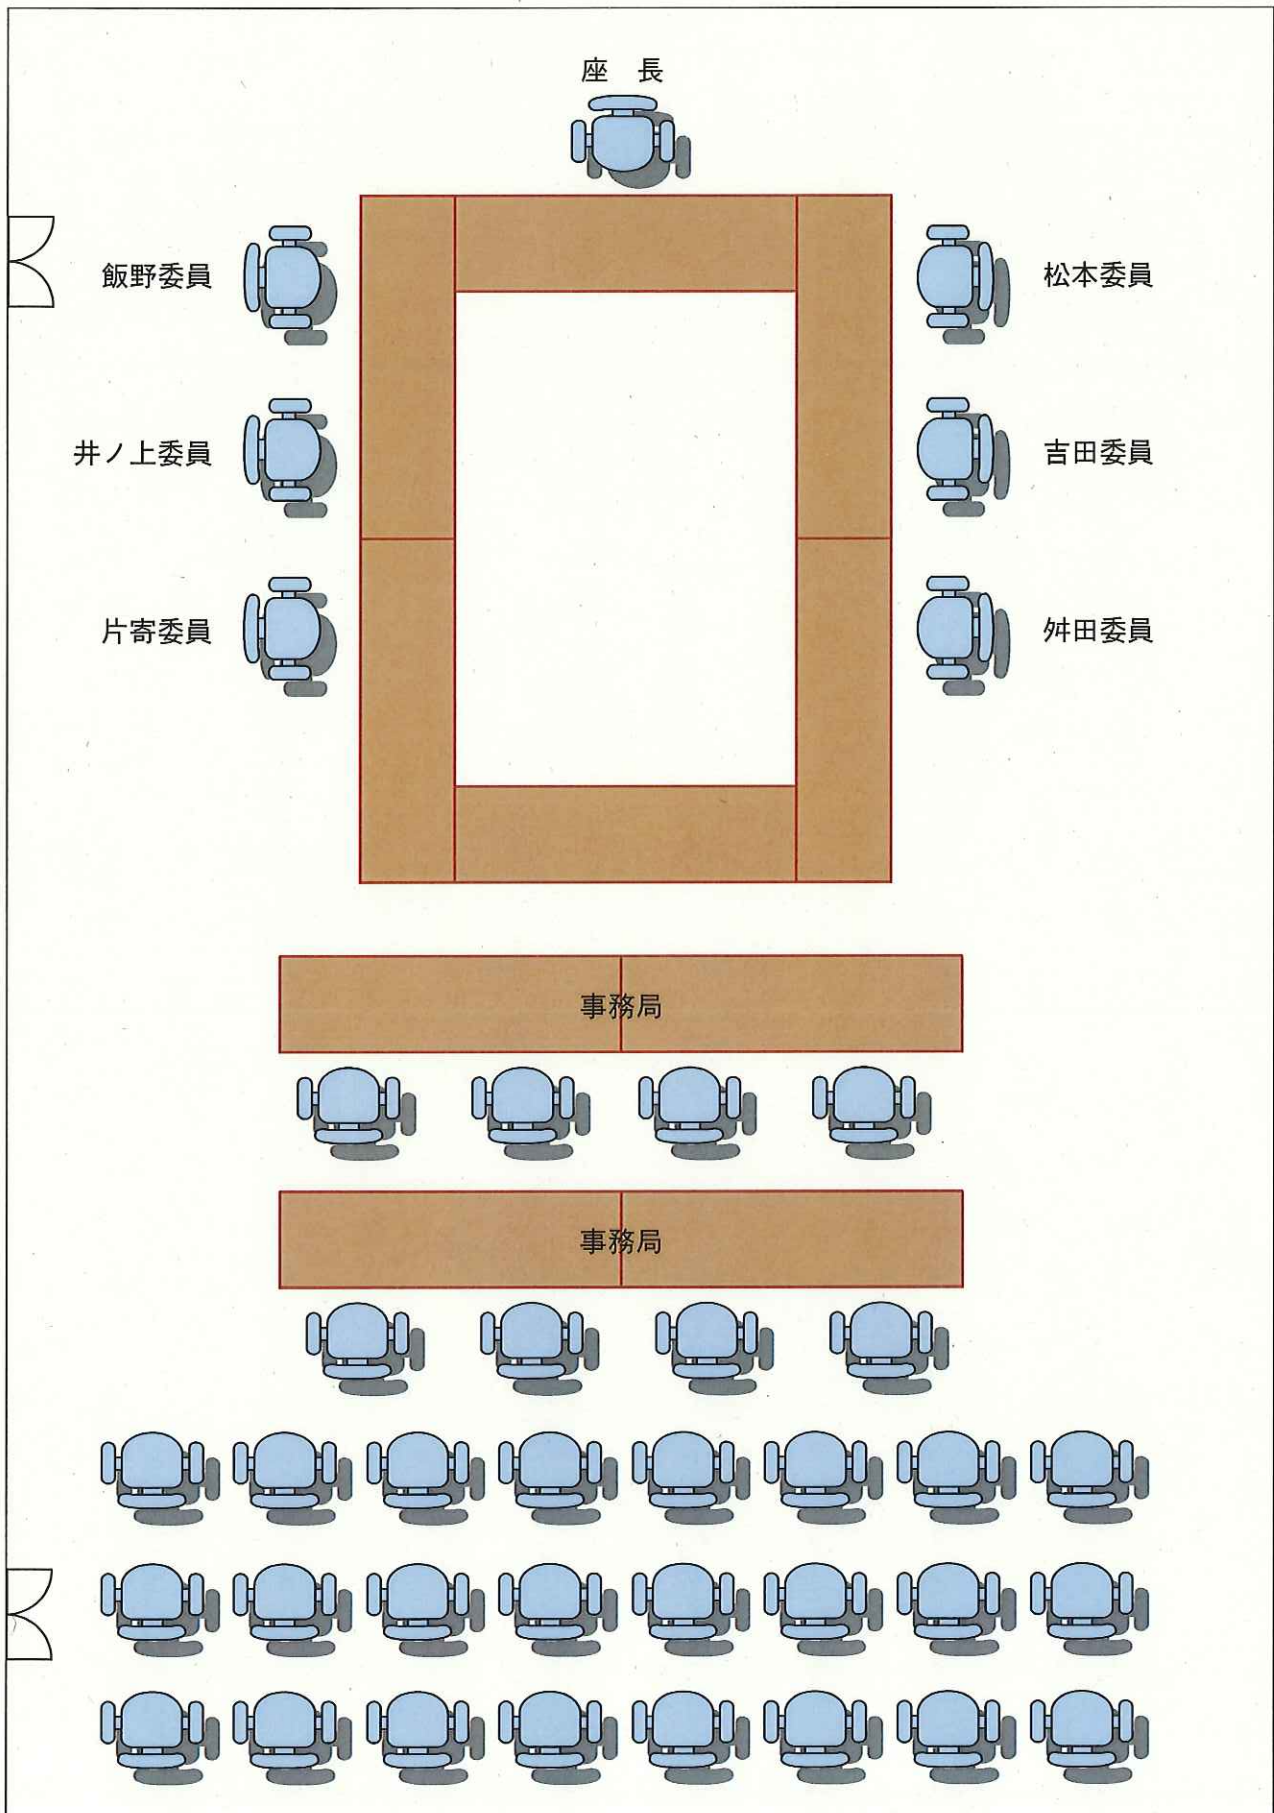 座　長
飯野委員
松本委員
井ノ上委員
吉田委員
片寄委員
舛田委員
事務局
事務局